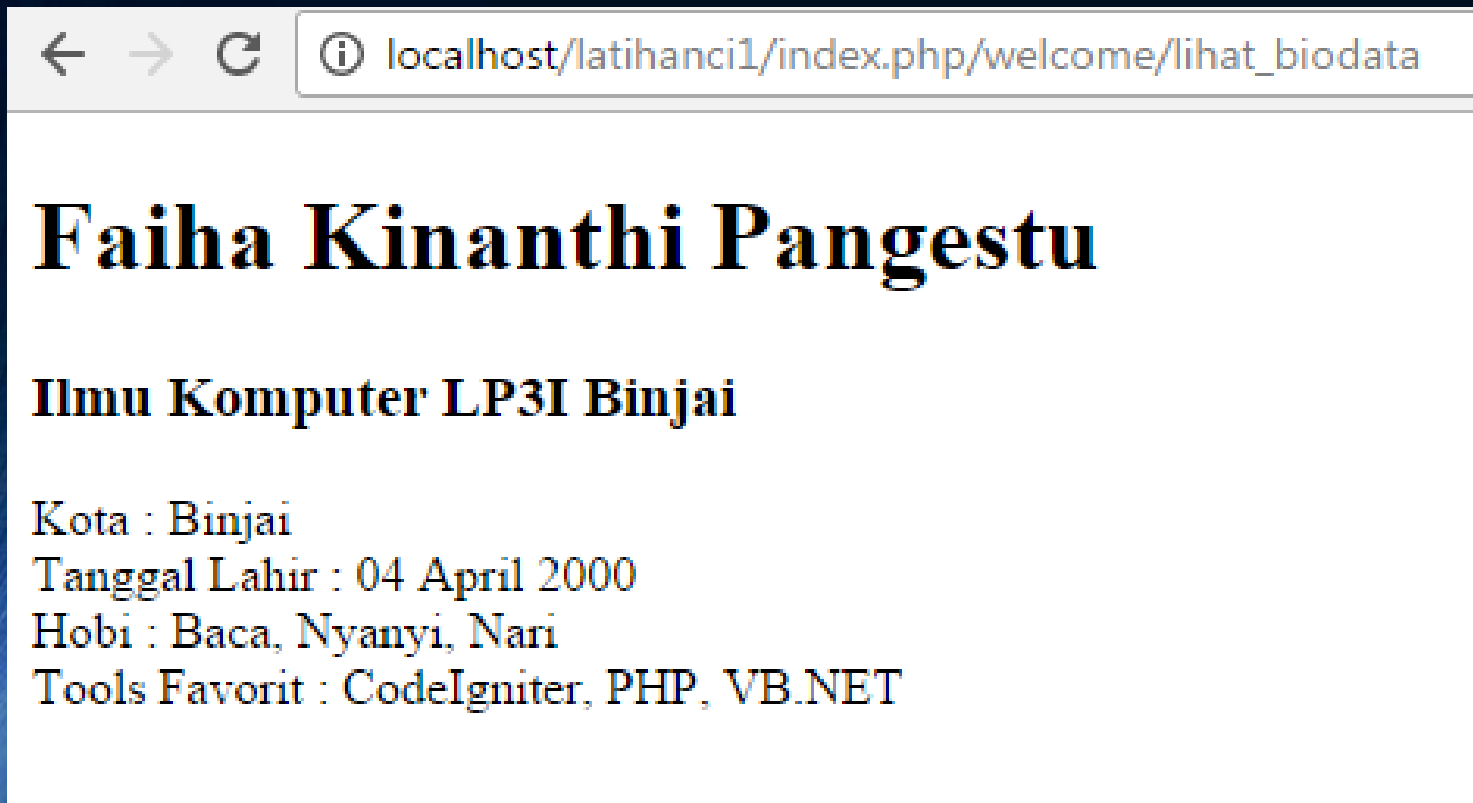 localhost/latihanci1/index.php/welcome/lihat_biodata
Faiha Kinanthi Pangestu
Ilmu Komputer LP3I Binjai
Kota : Binjai
Tanggal Lahir : 04 April 2000
Hobi : Baca, Nyanyi, Nari
Tools Favorit : CodeIgniter, PHP, VB.NET